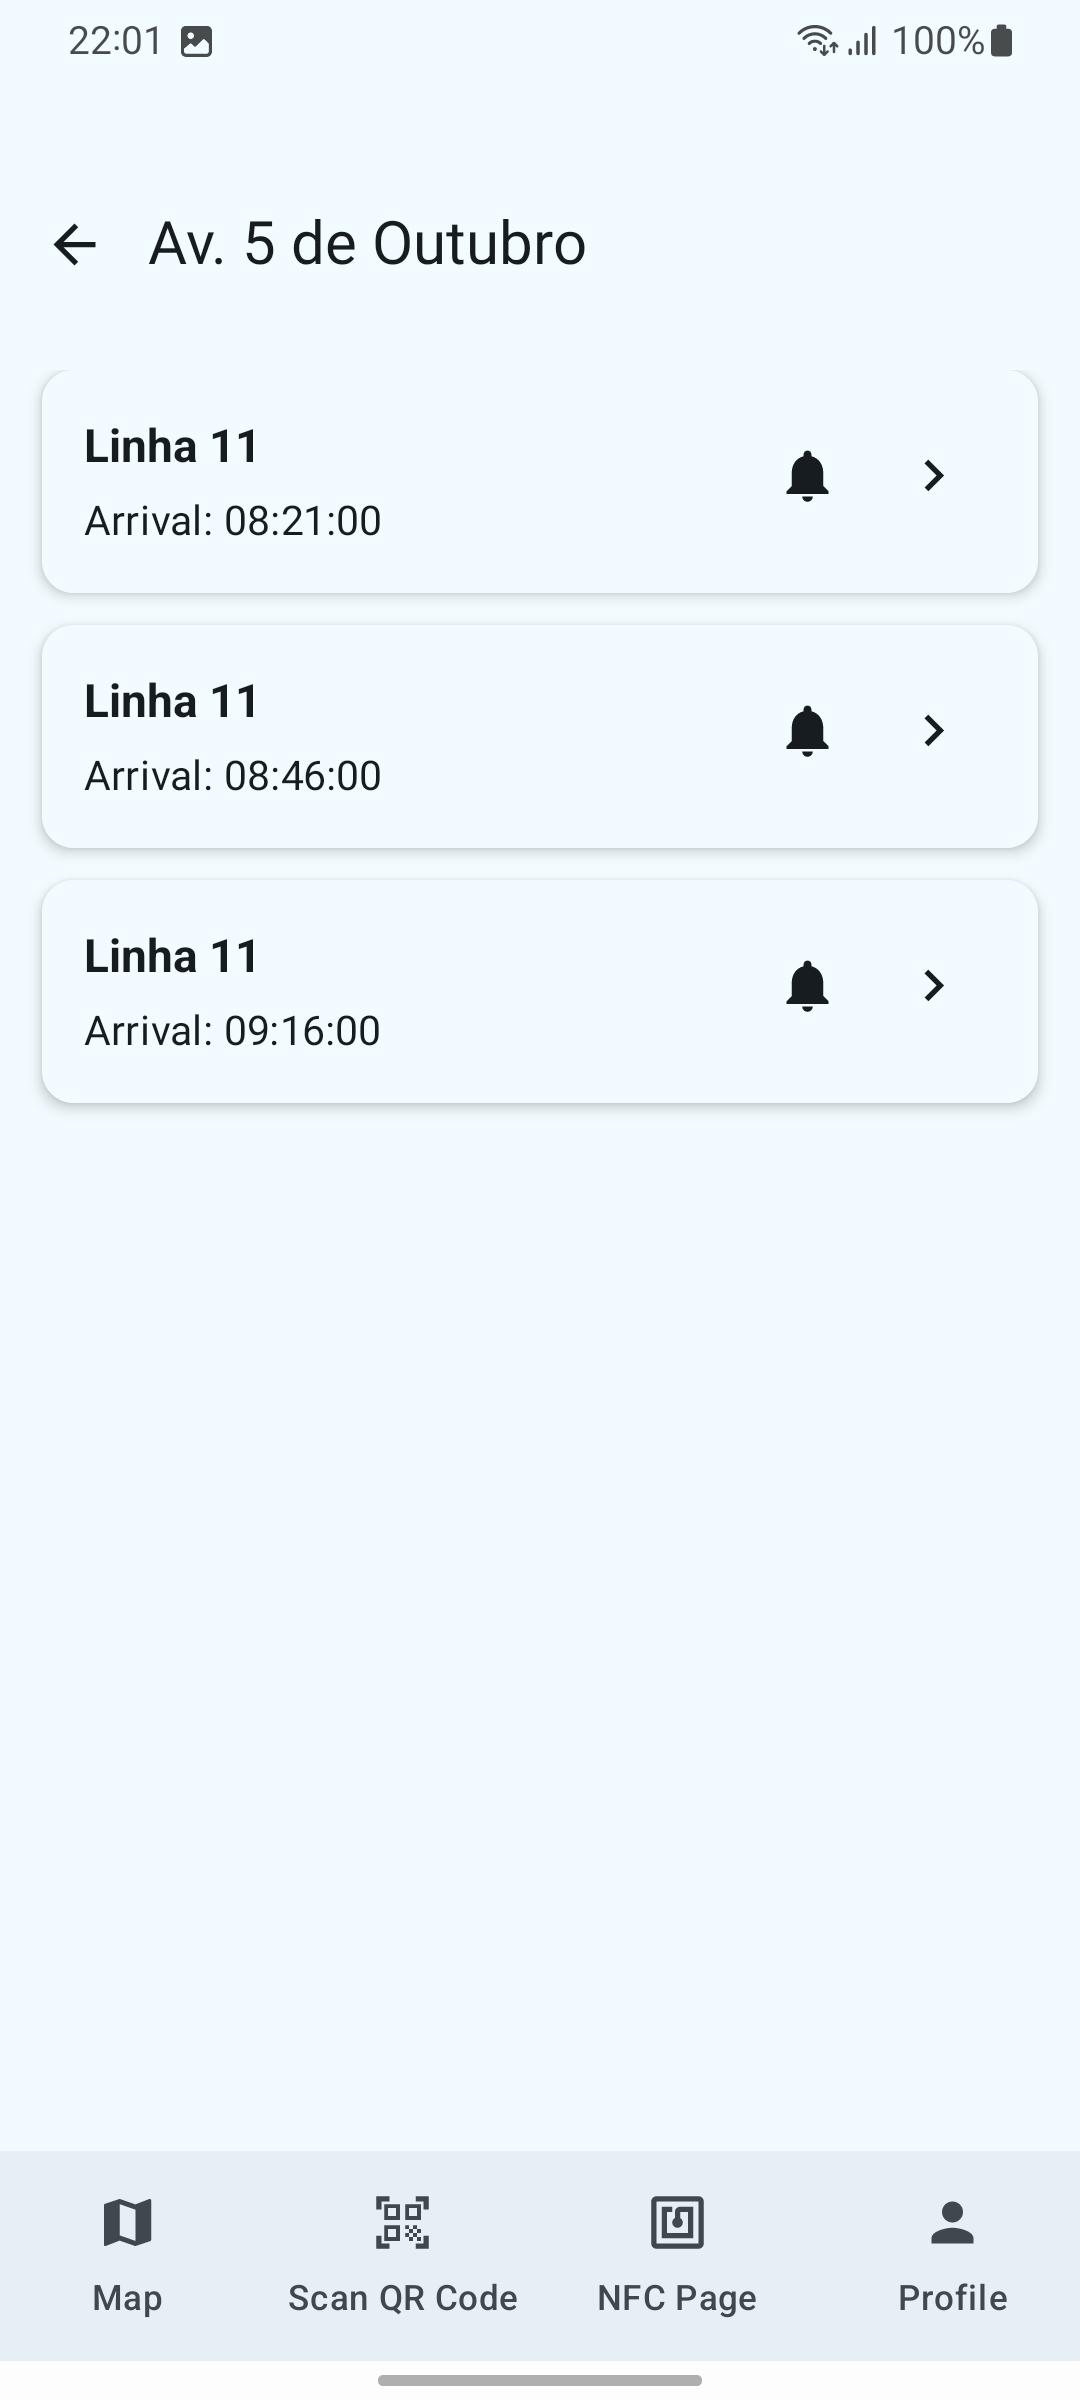 22:01
100%
Av. 5 de Outubro
Linha 11
Arrival: 08:21:00
Linha 11
Arrival: 08:46:00
Linha 11
Arrival: 09:16:00
Map
Scan QR Code
NFC Page
Profile